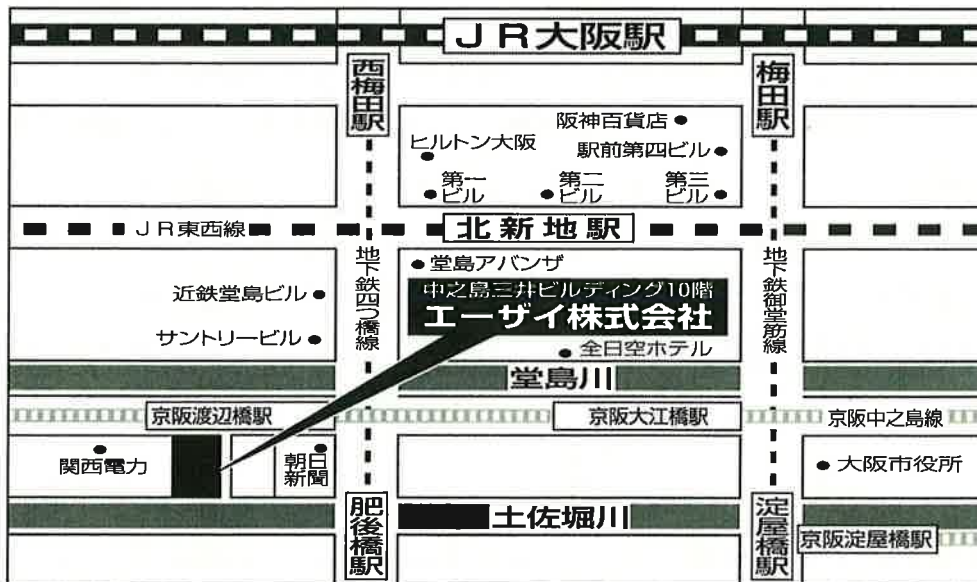 JR大阪駅
西梅田駅
梅田駅
阪神百貨店
ヒルトン大阪
駅前第四ビル
第一
ビル
第二
ビル
第三
ビル
JR東西線
北新地駅
地下鉄四つ橋線
地下鉄御堂筋線
堂島アバンザ
近鉄堂島ビル
中之島三井ビルディング10階
エーザイ株式会社
サントリービル
全日空ホテル
堂島川
京阪渡辺橋駅
京阪大江橋駅
京阪中之島線
関西電力
朝日
新聞
大阪市役所
肥後橋駅
土佐堀川
淀屋橋駅
京阪淀屋橋駅